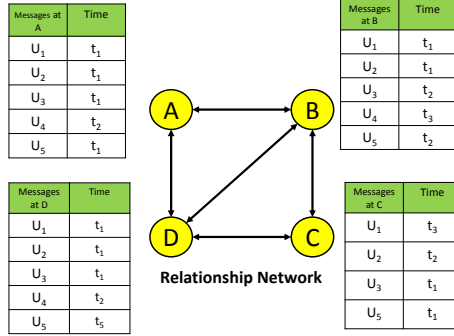 Messages at A Time
U₁ t₁
U₂ t₁
U₃ t₁
U₄ t₂
U₅ t₁
Messages at B Time
U₁ t₁
U₂ t₁
U₃ t₂
U₄ t₃
U₅ t₂
A B
D C
Relationship Network
Messages at D Time
U₁ t₁
U₂ t₁
U₃ t₁
U₄ t₂
U₅ t₅
Messages at C Time
U₁ t₃
U₂ t₂
U₃ t₁
U₅ t₁